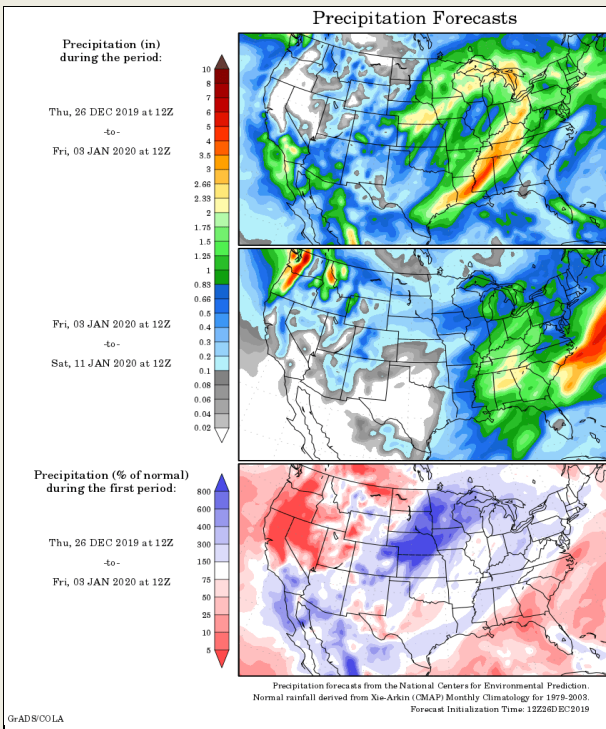 Precipitation Forecasts
Precipitation (in)
during the period:
Thu, 26 DEC 2019 at 12Z
-to-
Fri, 03 JAN 2020 at 12Z
10
8
7
6
5
4
3.5
3
2.66
2.33
2
1.75
1.5
1.25
1
0.83
0.66
0.5
0.4
0.3
0.2
0.1
0.08
0.06
0.04
0.02
Fri, 03 JAN 2020 at 12Z
-to-
Sat, 11 JAN 2020 at 12Z
Precipitation (% of normal)
during the first period:
Thu, 26 DEC 2019 at 12Z
-to-
Fri, 03 JAN 2020 at 12Z
800
600
400
300
150
75
50
25
10
5
Precipitation forecasts from the National Centers for Environmental Prediction.
Normal rainfall derived from Xie-Arkin (CMAP) Monthly Climatology for 1979-2003.
Forecast Initialization Time: 12Z26DEC2019
GrADS/COLA